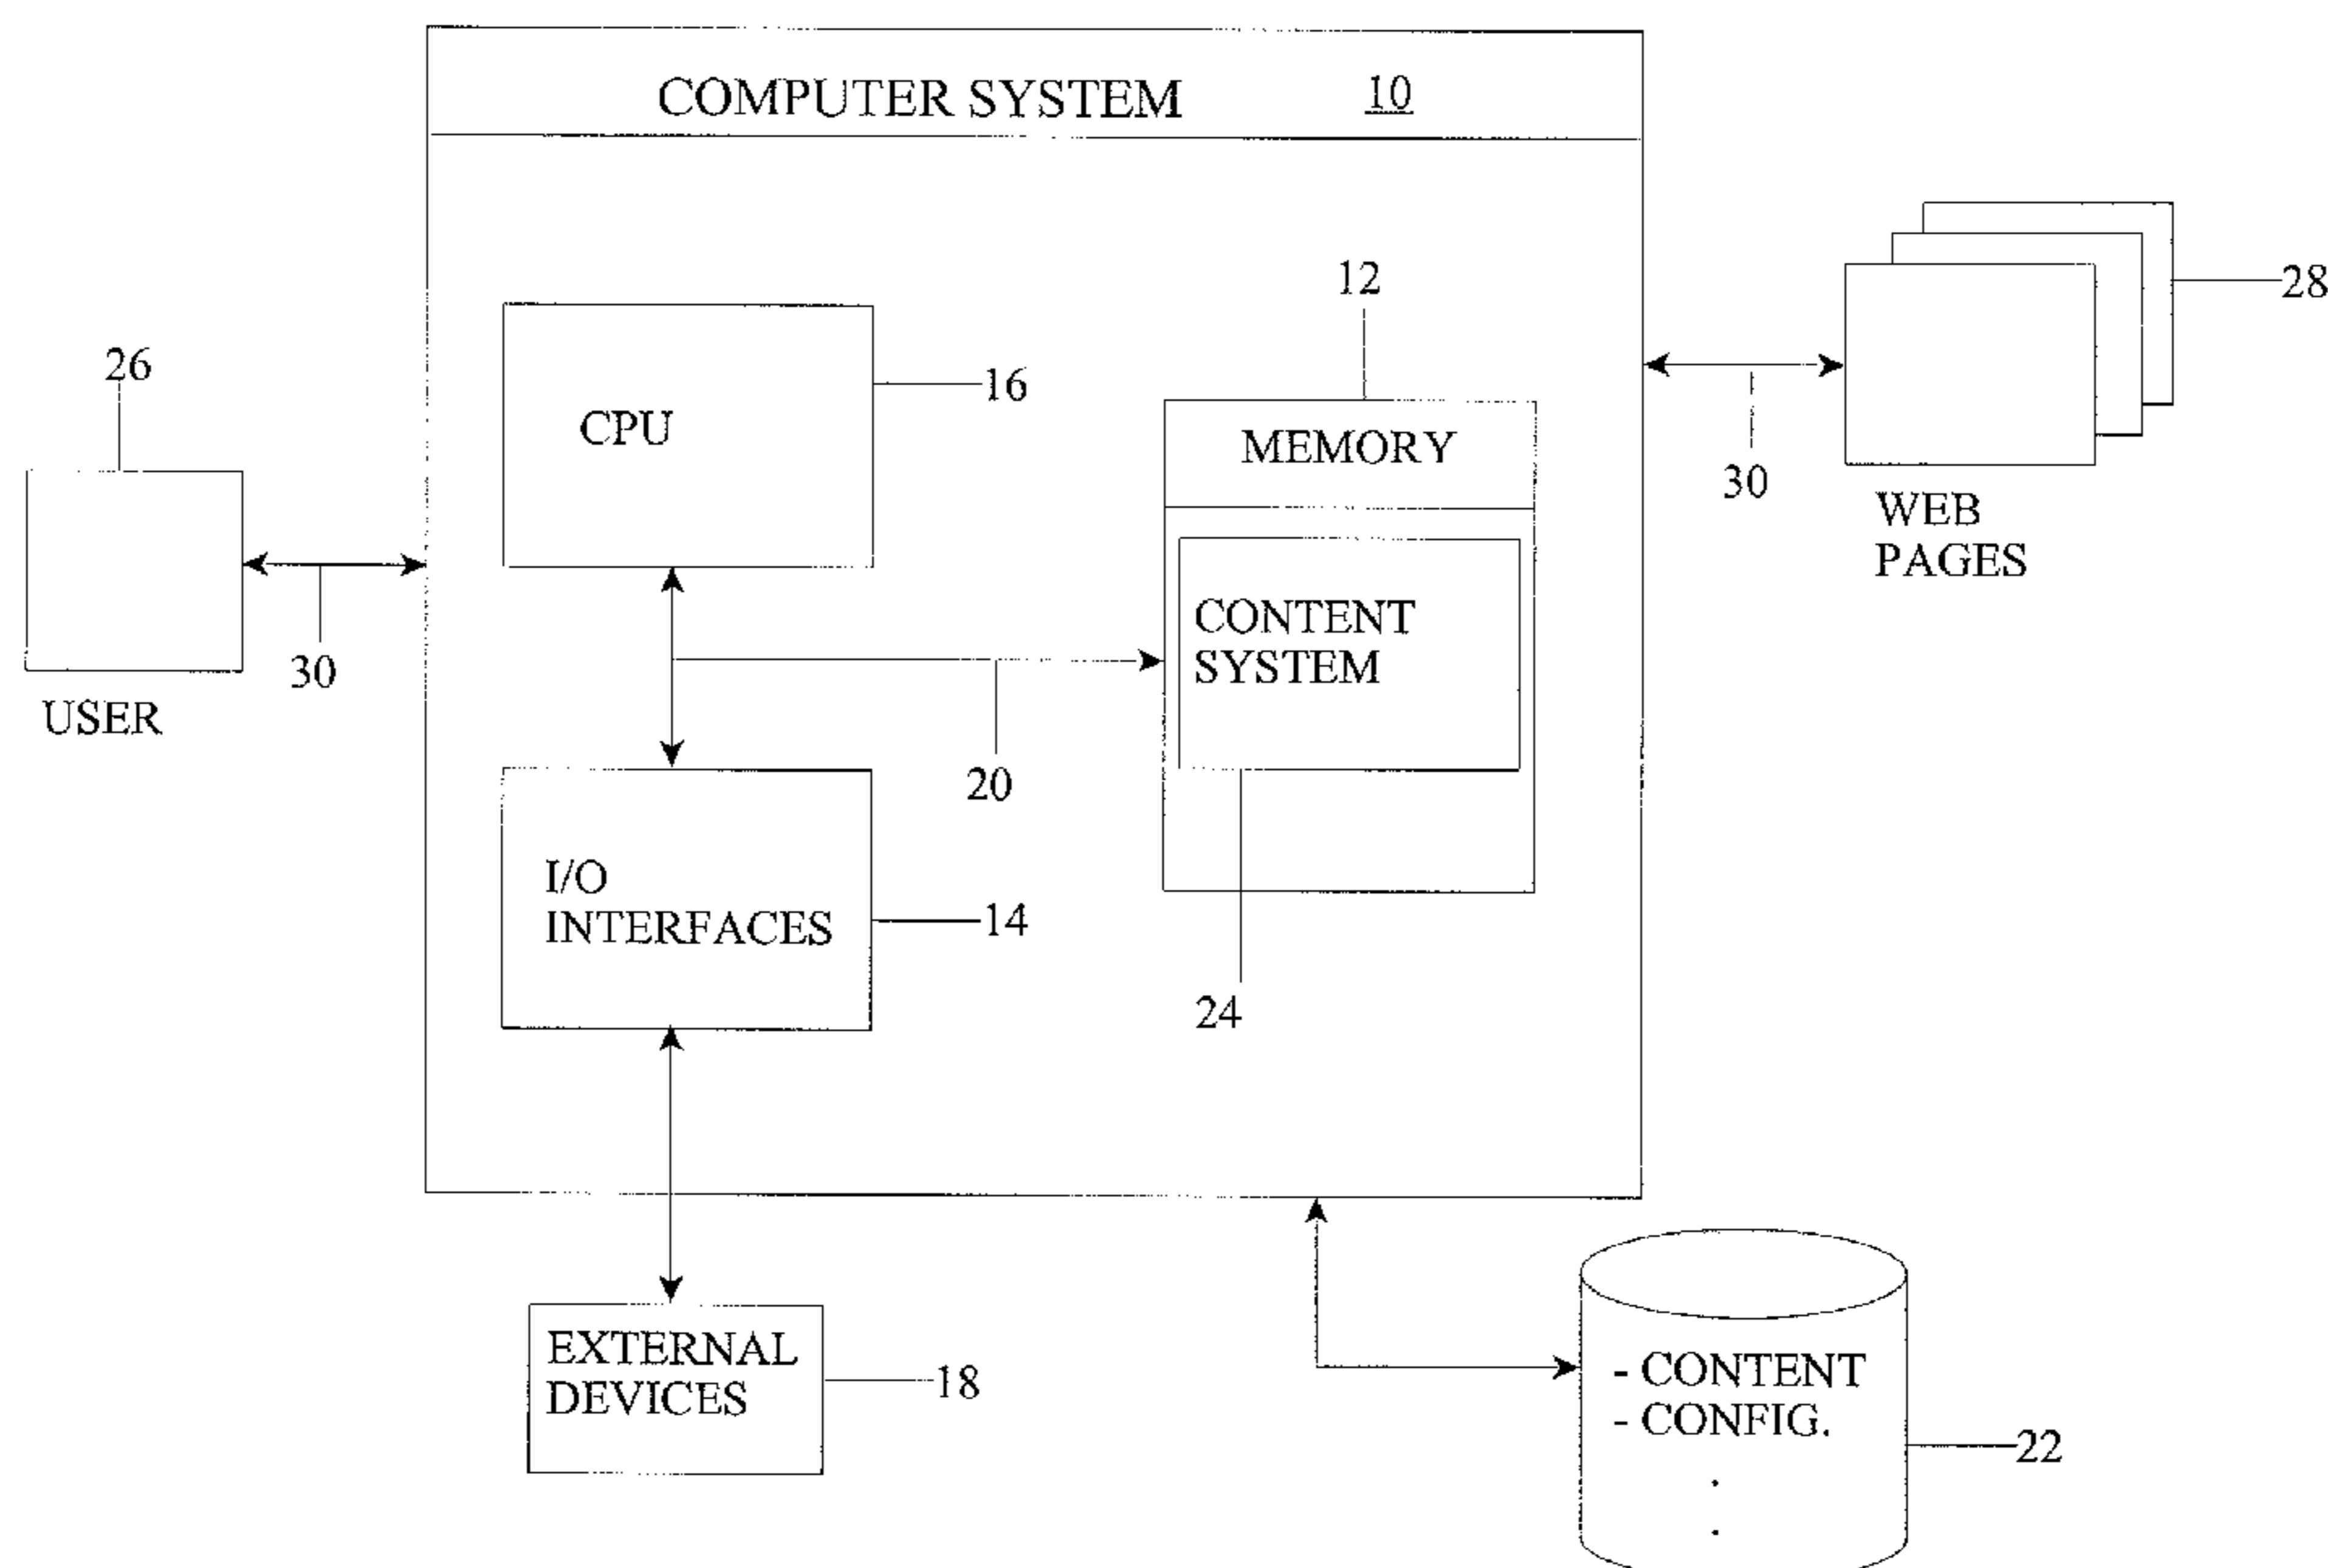 COMPUTER SYSTEM 10
12
28
26
16
CPU
MEMORY
30
WEB
PAGES
CONTENT
SYSTEM
30
USER
20
I/O
INTERFACES
14
24
EXTERNAL
DEVICES
18
- CONTENT
- CONFIG.
22
.
.